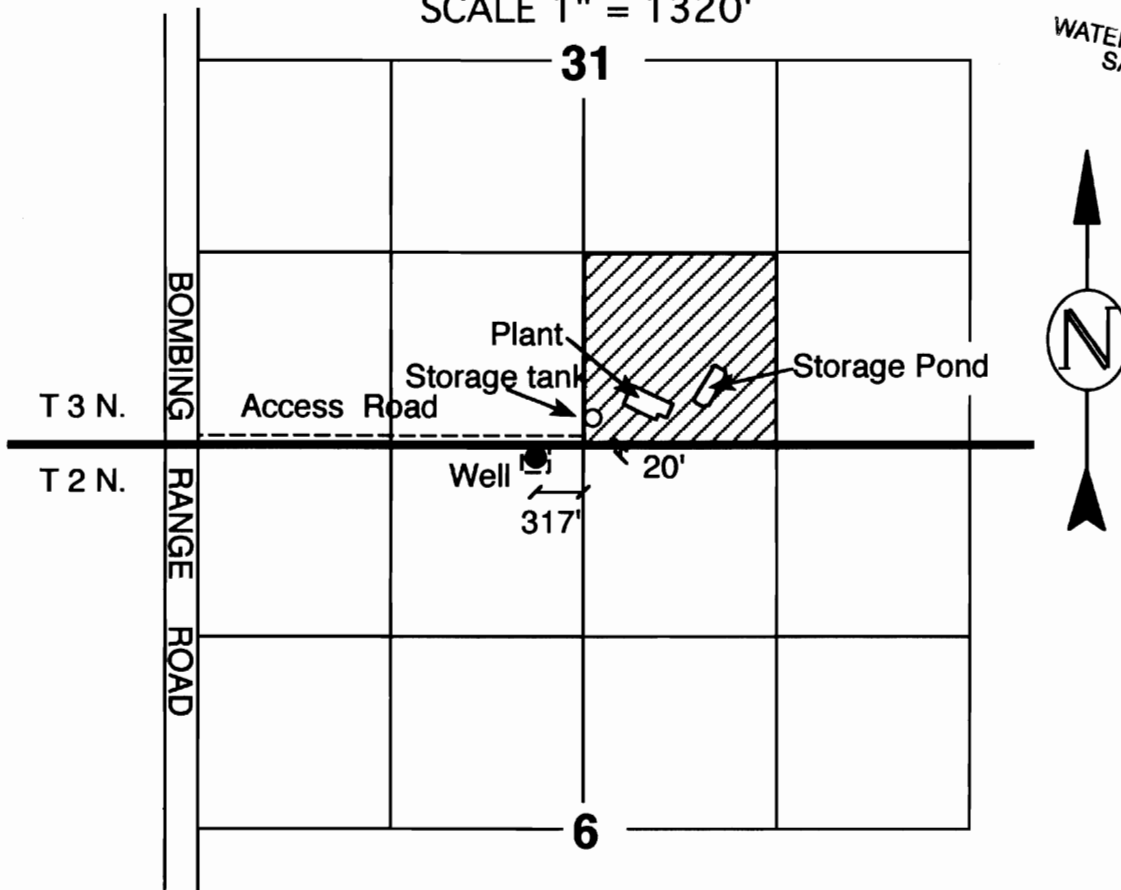 SCALE 1" = 1320'
31
N
BOMBING RANGE ROAD
Plant
Storage tank
Storage Pond
T 3 N.
Access Road
T 2 N.
Well
20'
317'
6